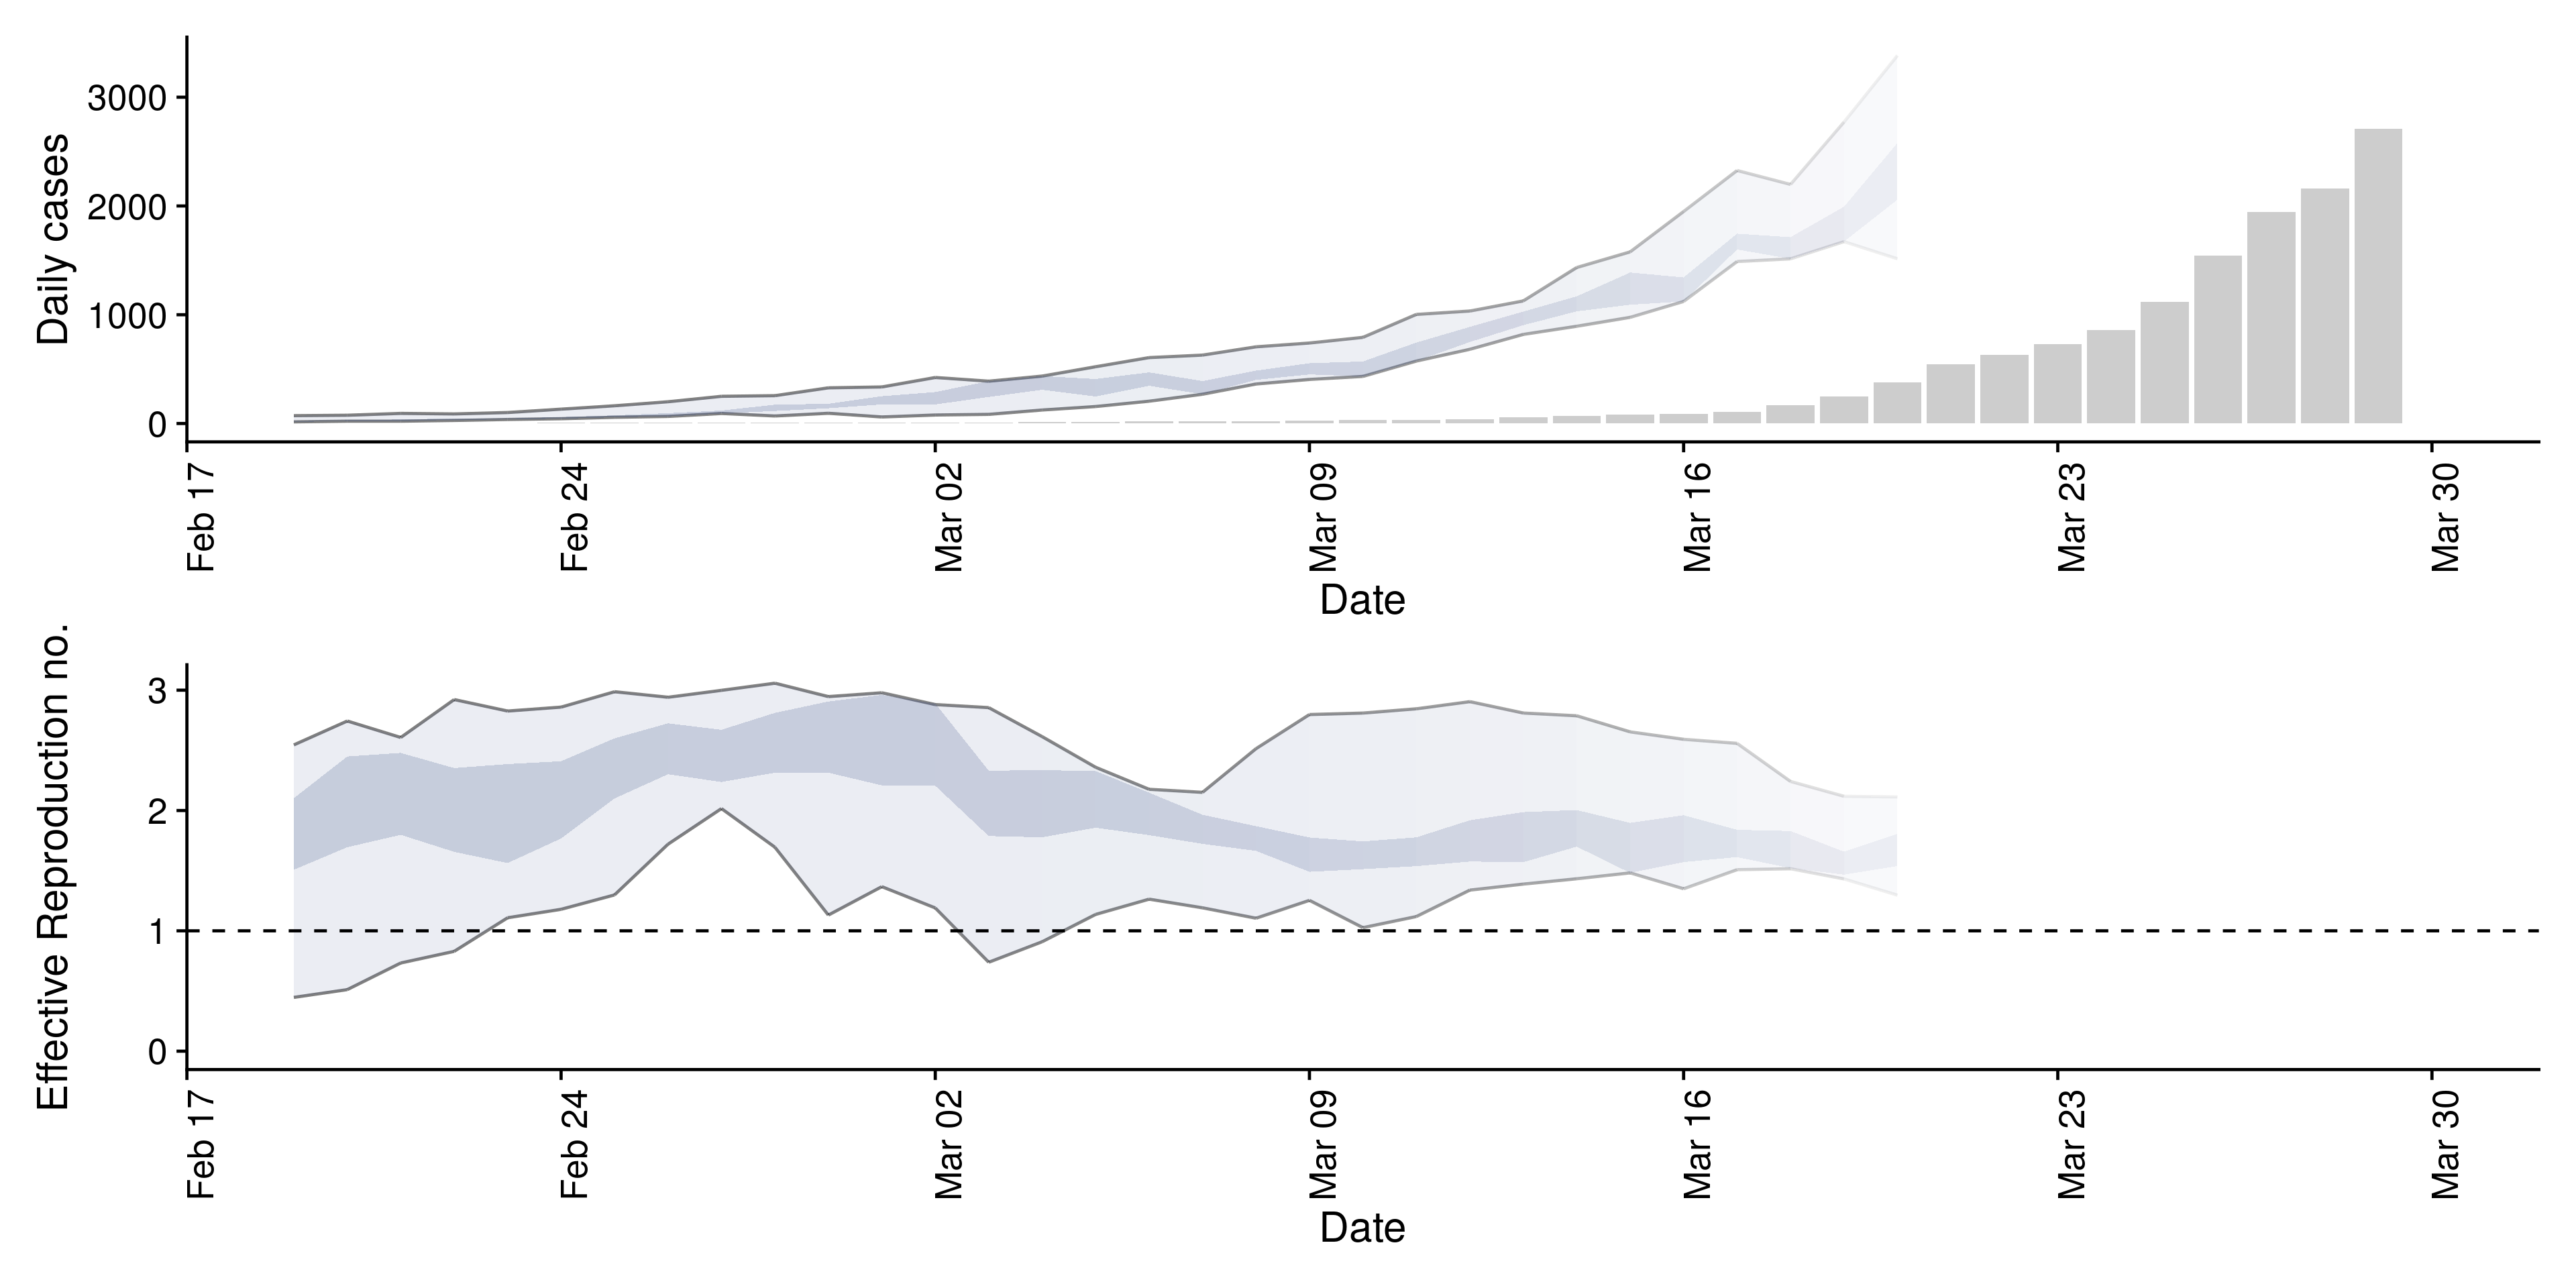 Daily cases
3000
2000
1000
0
Feb 17
Feb 24
Mar 02
Mar 09
Mar 16
Mar 23
Mar 30
Date
Effective Reproduction no.
3
2
1
0
Feb 17
Feb 24
Mar 02
Mar 09
Mar 16
Mar 23
Mar 30
Date